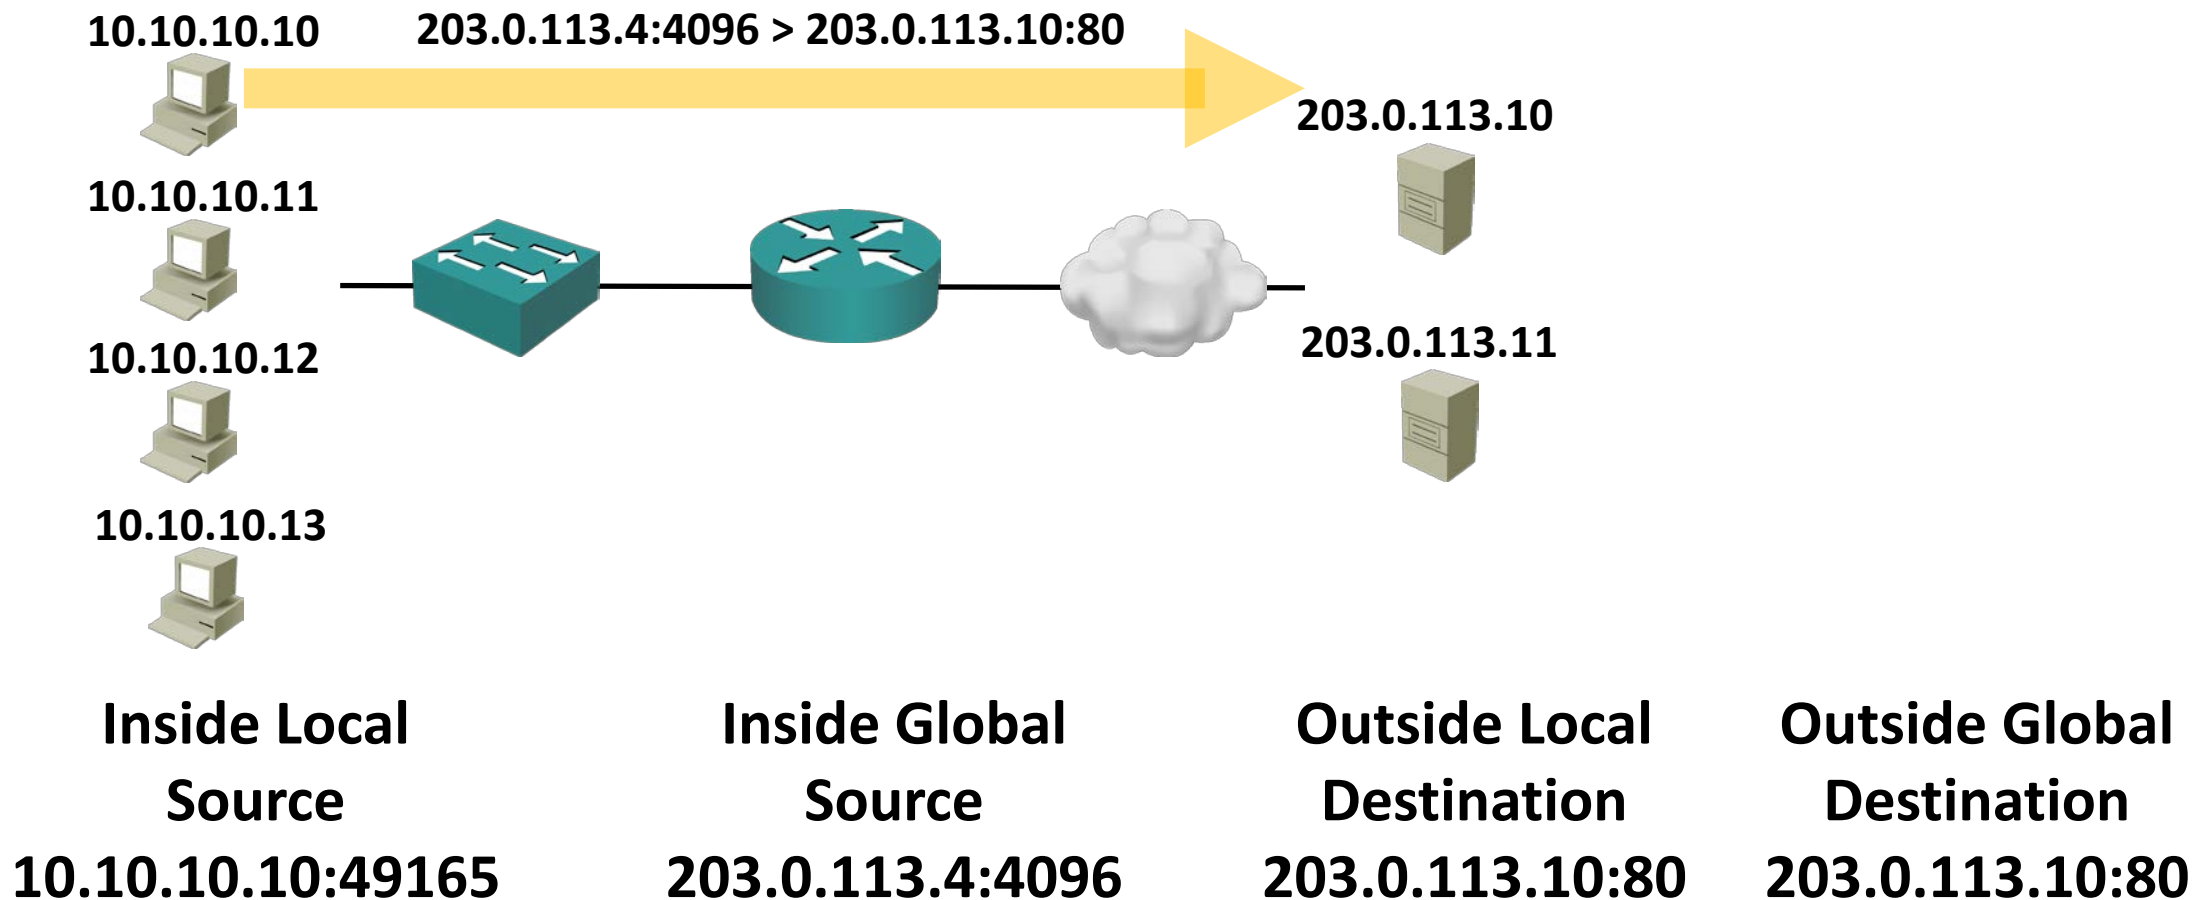 10.10.10.10
203.0.113.4:4096 > 203.0.113.10:80
203.0.113.10
10.10.10.11
203.0.113.11
10.10.10.12
10.10.10.13
Inside Local
Source
10.10.10.10:49165
Inside Global
Source
203.0.113.4:4096
Outside Local
Destination
203.0.113.10:80
Outside Global
Destination
203.0.113.10:80